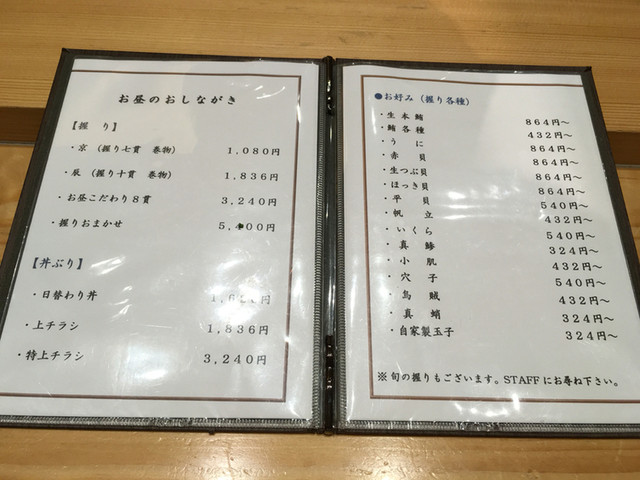 お昼のおしながき
【握 り】
・京 （握り七貫 巻物） 1,080円
・辰 （握り十貫 巻物） 1,836円
・お昼こだわり８貫 3,240円
・握りおまかせ 5,400円
【丼ぶり】
・日替わり丼
・上チラシ 1,836円
・特上チラシ 3,240円
●お好み（握り各種）
・生本鮪 864円～
・鮪各種 432円～
・う に 864円～
・赤 貝 864円～
・生つぶ貝 864円～
・ほっき貝 864円～
・平 貝 540円～
・帆 立 432円～
・いくら 540円～
・真 鯵 324円～
・小 肌 432円～
・穴 子 540円～
・烏 賊 432円～
・真 蛸 324円～
・自家製玉子 324円～
※旬の握りもございます。STAFFにお尋ね下さい。